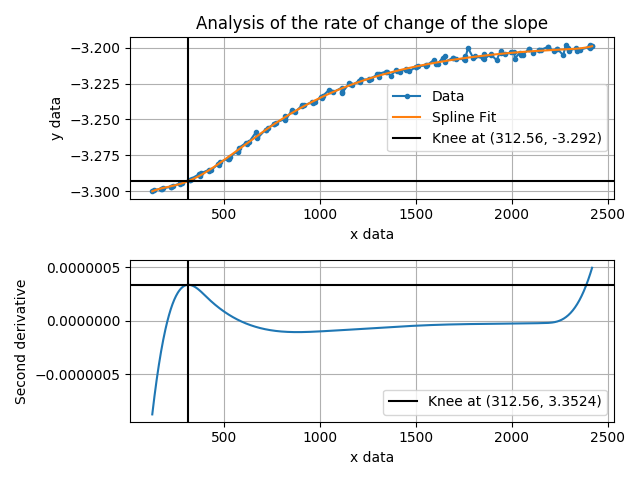 Analysis of the rate of change of the slope
−3.200
−3.225
−3.250
−3.275
−3.300
y data
Data
Spline Fit
Knee at (312.56, -3.292)
500
1000
1500
2000
2500
x data
0.0000005
0.0000000
−0.0000005
Second derivative
Knee at (312.56, 3.3524)
500
1000
1500
2000
2500
x data